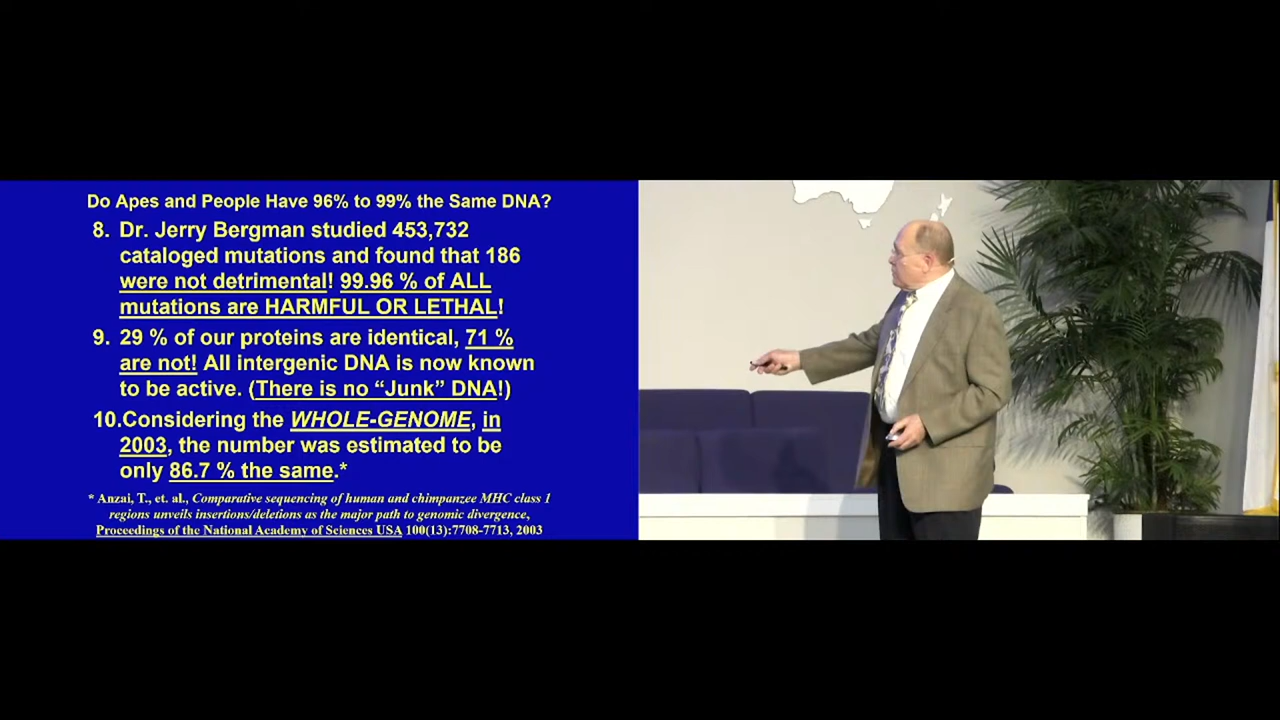 Do Apes and People Have 96% to 99% the Same DNA?
8. Dr. Jerry Bergman studied 453,732
cataloged mutations and found that 186
were not detrimental! 99.96 % of ALL
mutations are HARMFUL OR LETHAL!
9. 29 % of our proteins are identical, 71 %
are not! All intergenic DNA is now known
to be active. (There is no “Junk” DNA!)
10.Considering the WHOLE-GENOME, in
2003, the number was estimated to be
only 86.7 % the same.*
* Anzai, T., et. al., Comparative sequencing of human and chimpanzee MHC class 1
regions unveils insertions/deletions as the major path to genomic divergence,
Proceedings of the National Academy of Sciences USA 100(13):7708-7713, 2003